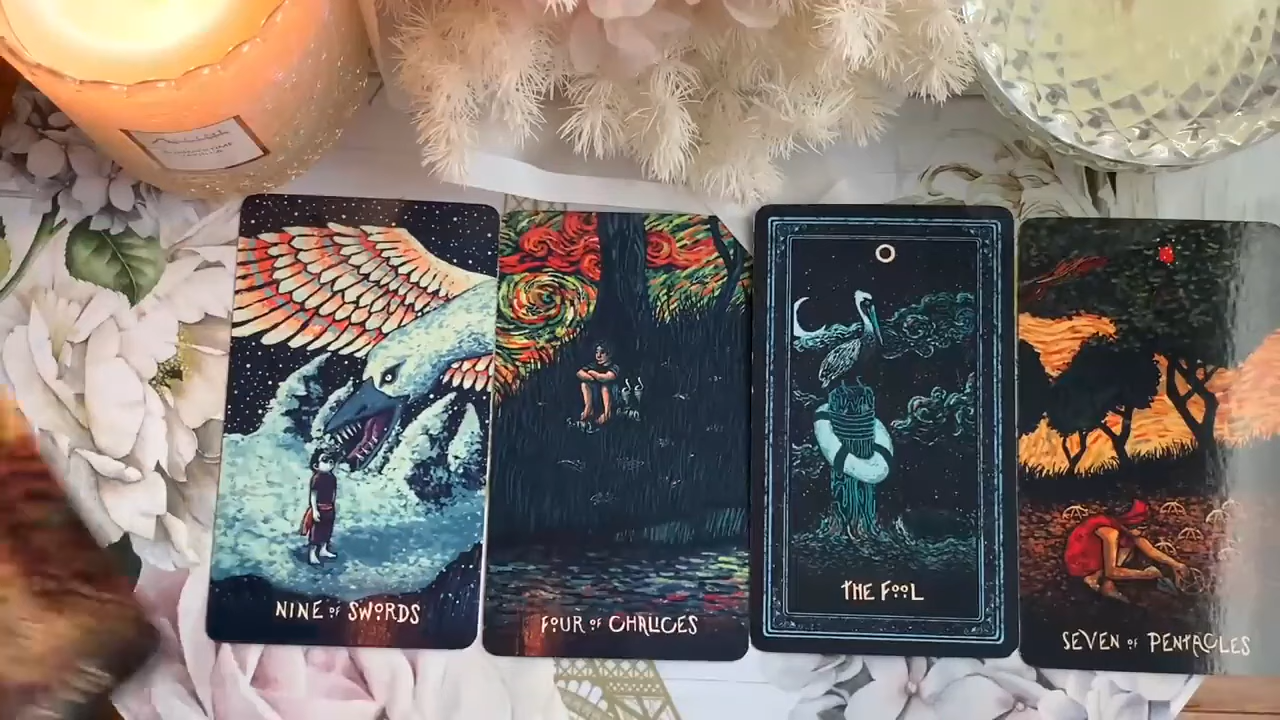 NINE OF SWORDS
FOUR OF CHALICES
THE FOOL
SEVEN OF PENTACLES